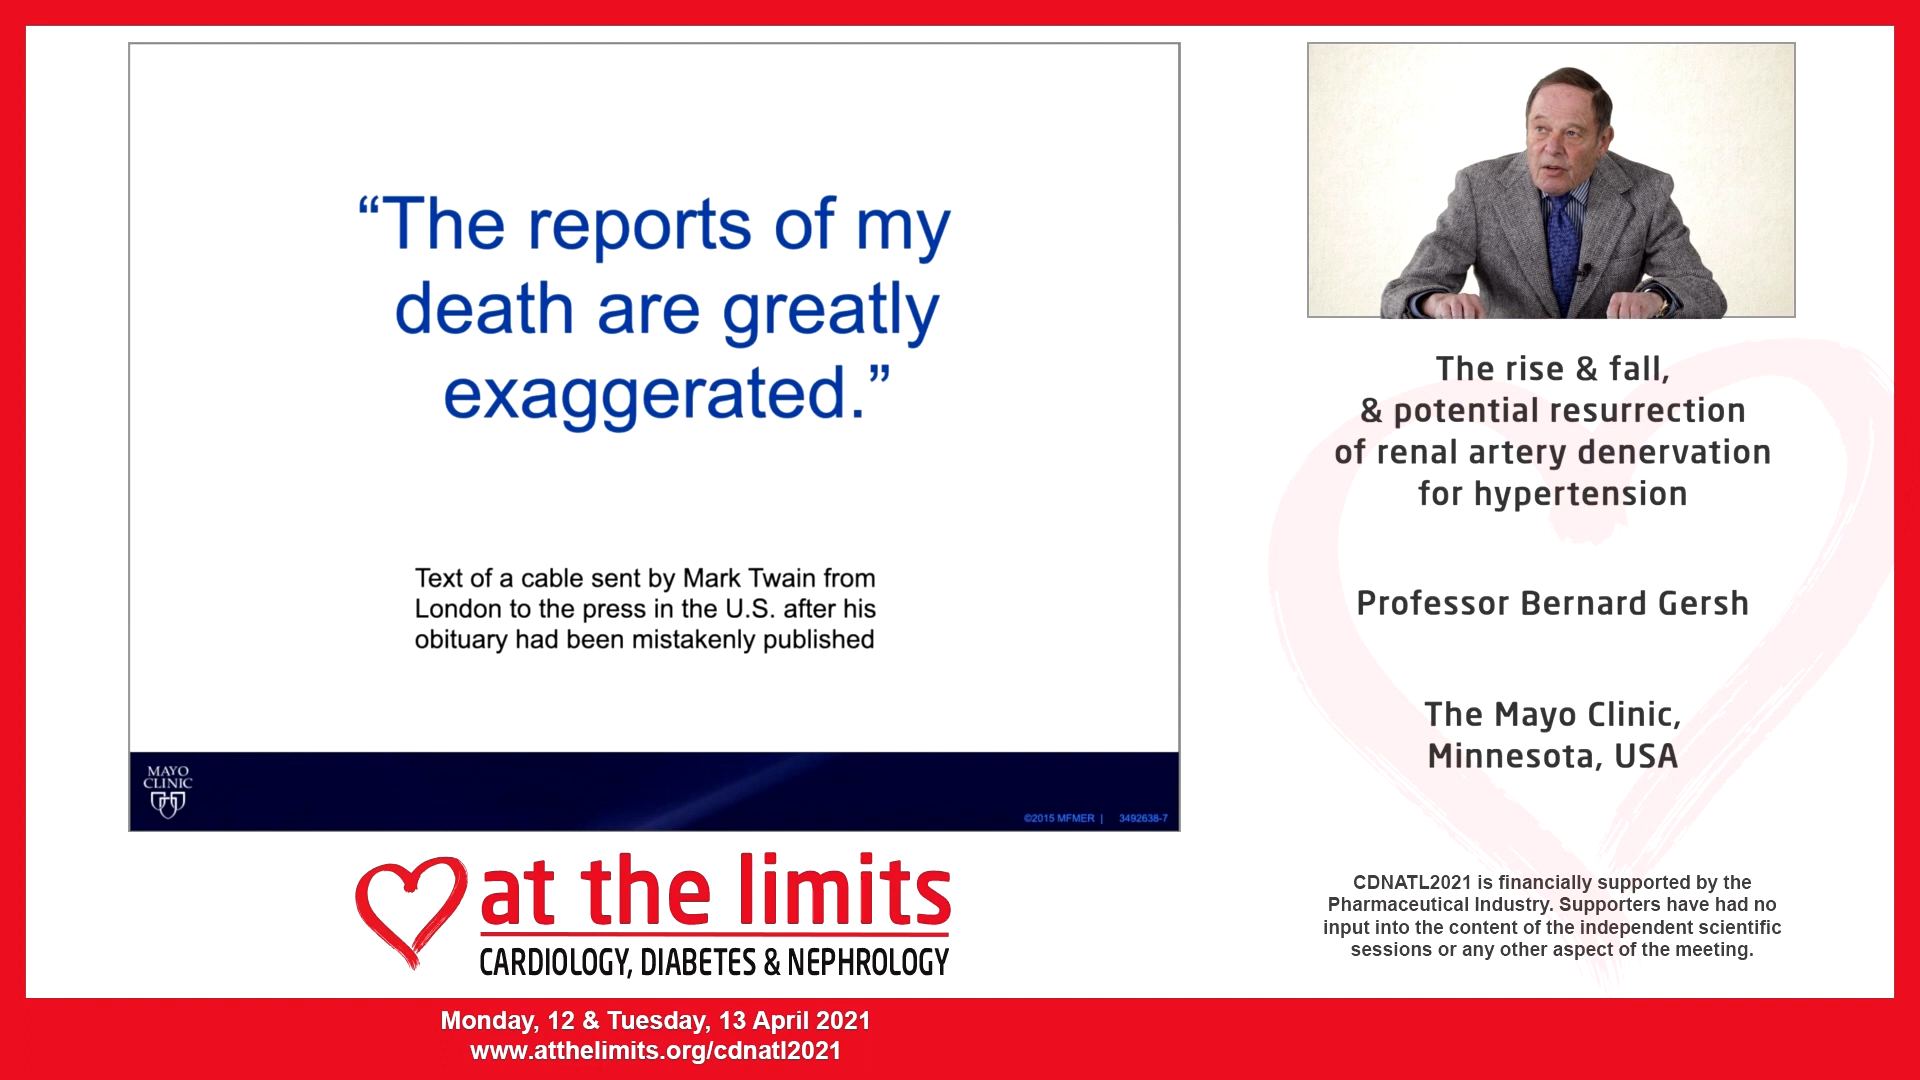 “The reports of my
death are greatly
exaggerated.”
Text of a cable sent by Mark Twain from
London to the press in the U.S. after his
obituary had been mistakenly published
MAYO
CLINIC
©2015 MFMER | 3492638-7
The rise & fall,
& potential resurrection
of renal artery denervation
for hypertension
Professor Bernard Gersh
The Mayo Clinic,
Minnesota, USA
CDNATL2021 is financially supported by the
Pharmaceutical Industry. Supporters have had no
input into the content of the independent scientific
sessions or any other aspect of the meeting.
at the limits
CARDIOLOGY, DIABETES & NEPHROLOGY
Monday, 12 & Tuesday, 13 April 2021
www.atthelimits.org/cdnatl2021